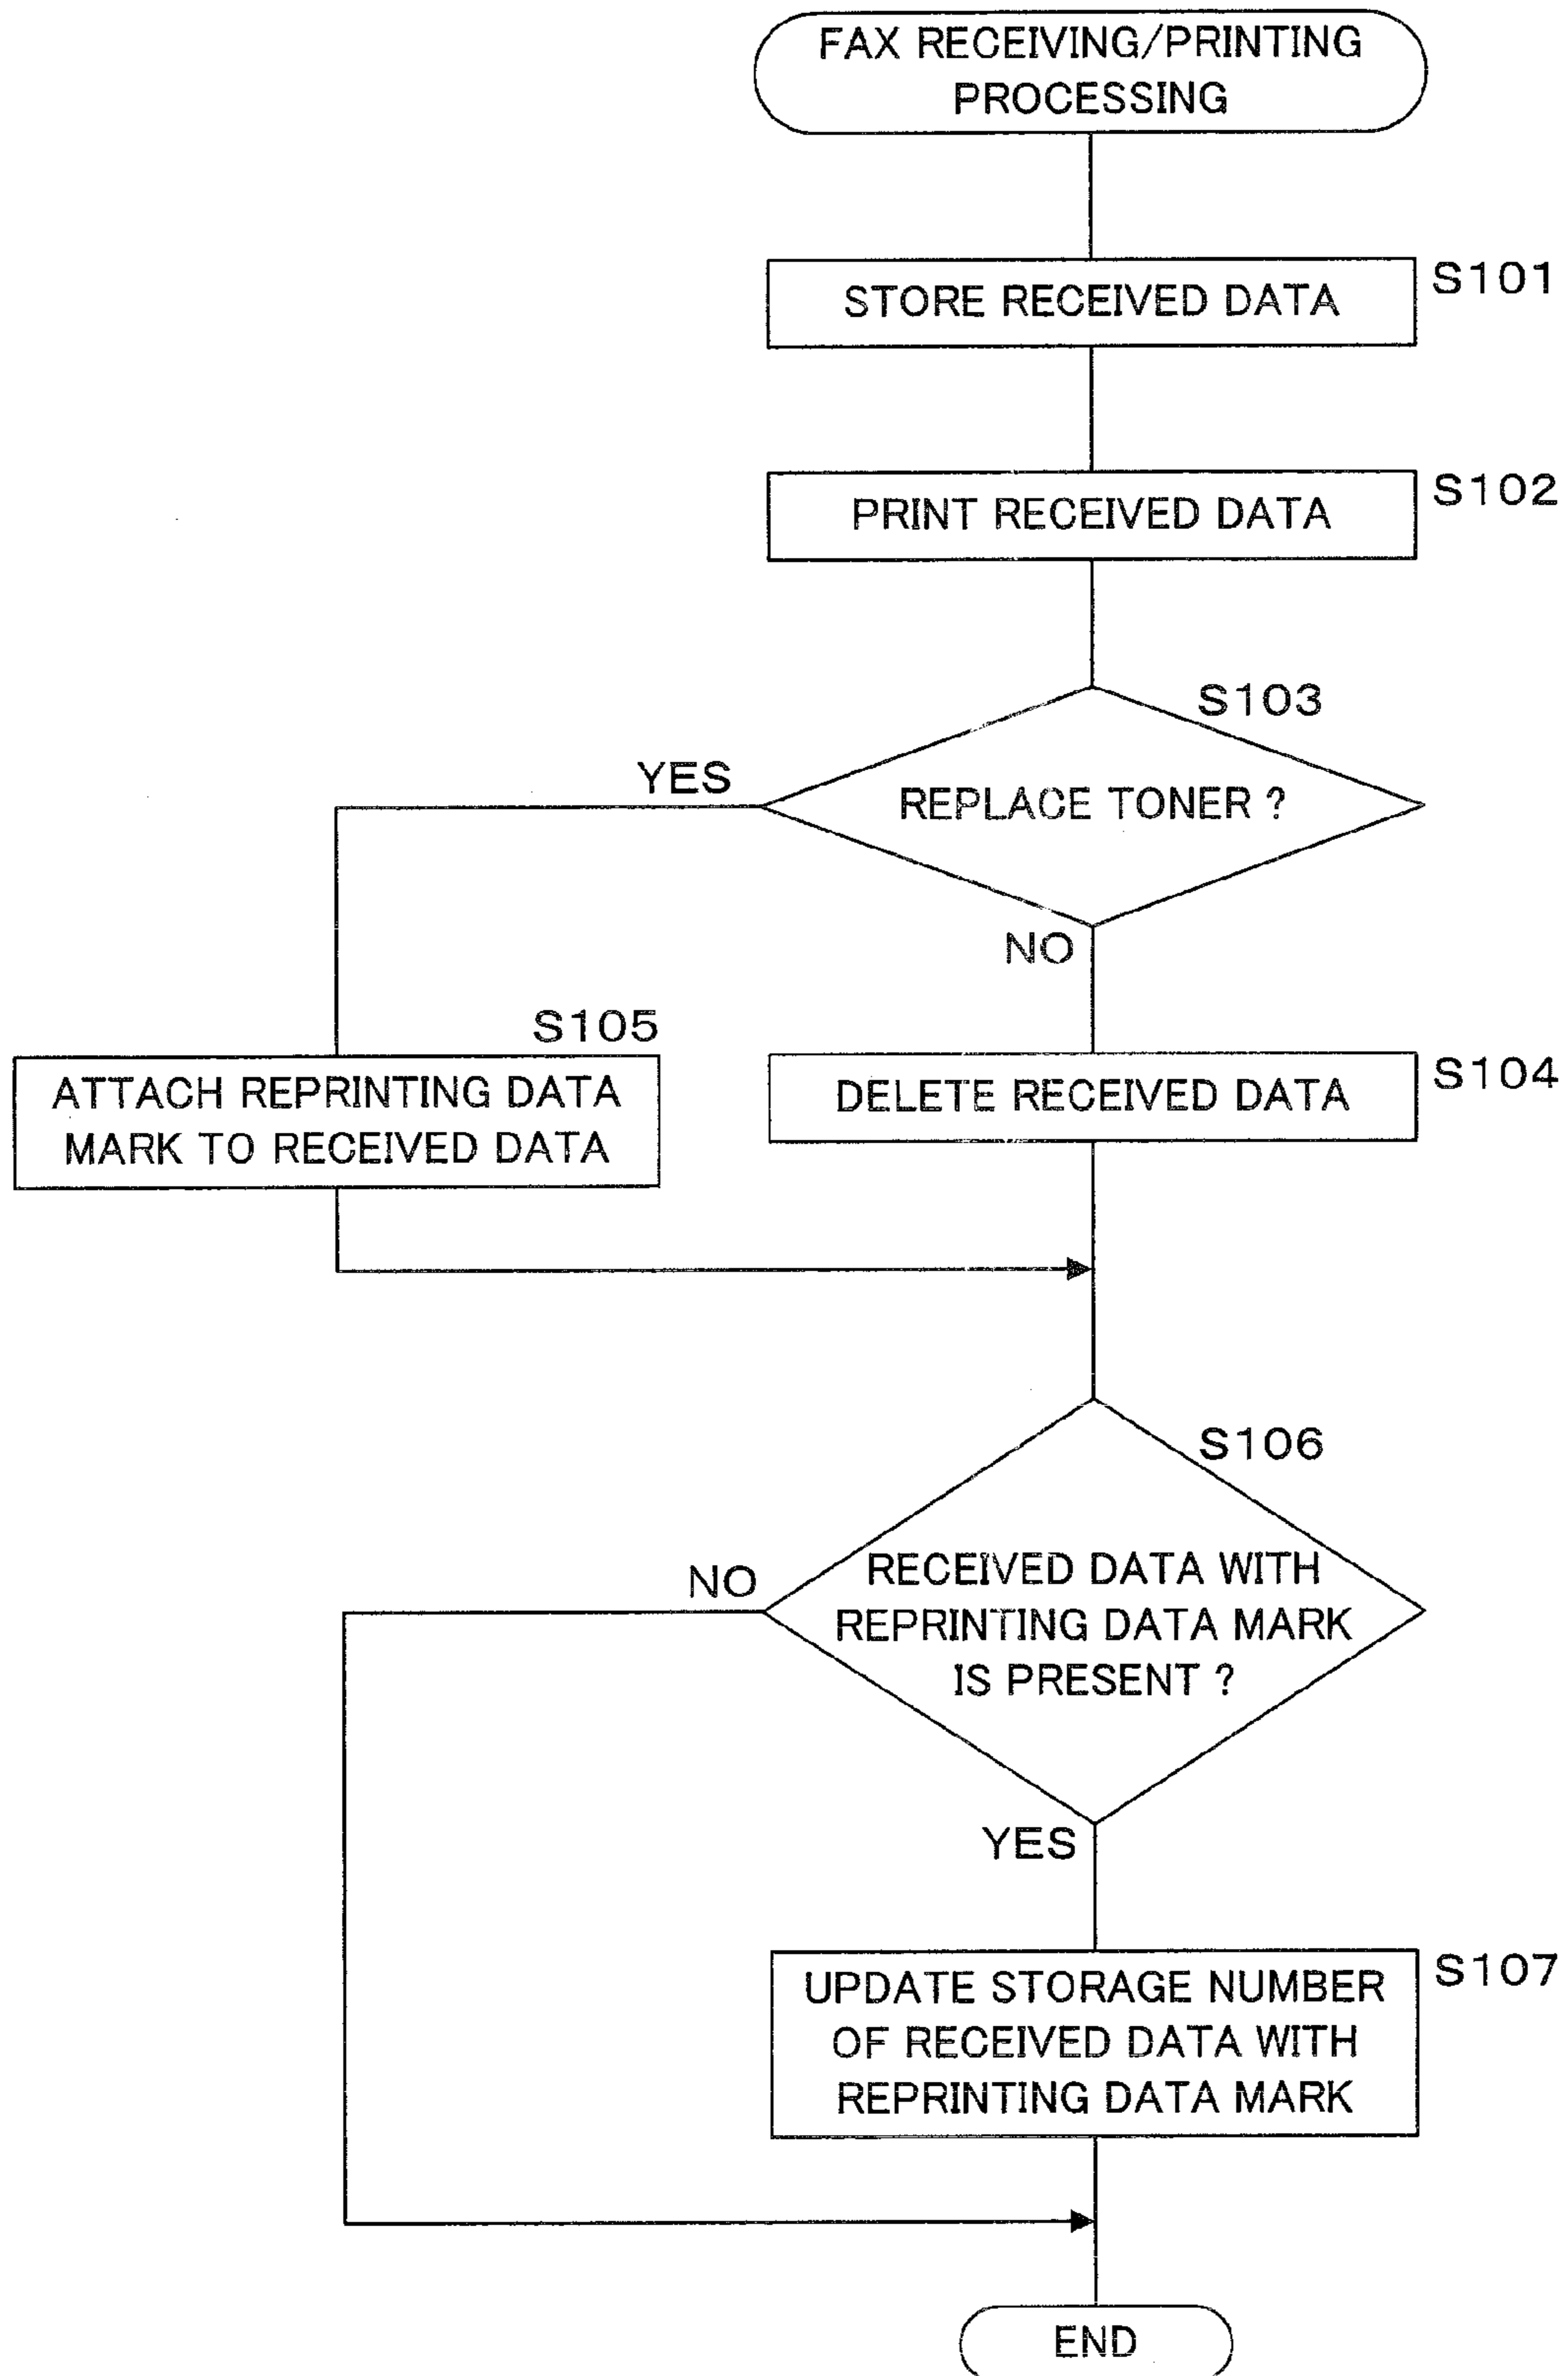 FAX RECEIVING/PRINTING
PROCESSING
S101
STORE RECEIVED DATA
S102
PRINT RECEIVED DATA
S103
YES
REPLACE TONER ?
NO
S105
ATTACH REPRINTING DATA
MARK TO RECEIVED DATA
S104
DELETE RECEIVED DATA
S106
NO
RECEIVED DATA WITH
REPRINTING DATA MARK
IS PRESENT ?
YES
S107
UPDATE STORAGE NUMBER
OF RECEIVED DATA WITH
REPRINTING DATA MARK
END